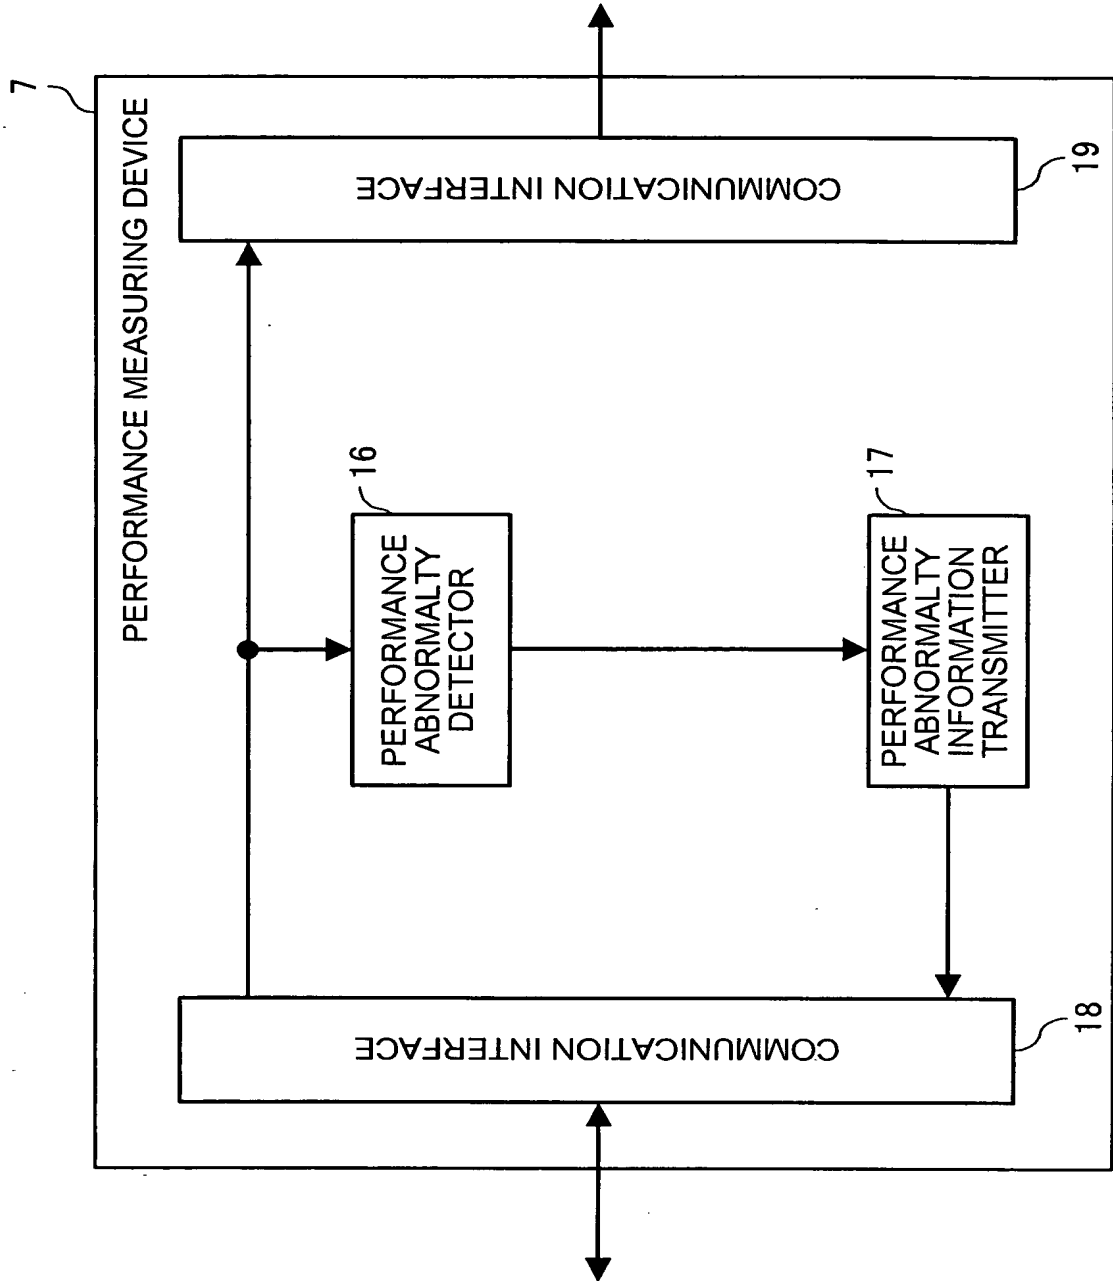 7
PERFORMANCE MEASURING DEVICE
COMMUNICATION INTERFACE
18
PERFORMANCE
ABNORMALTY
DETECTOR
16
PERFORMANCE
ABNORMALTY
INFORMATION
TRANSMITTER
17
COMMUNICATION INTERFACE
19